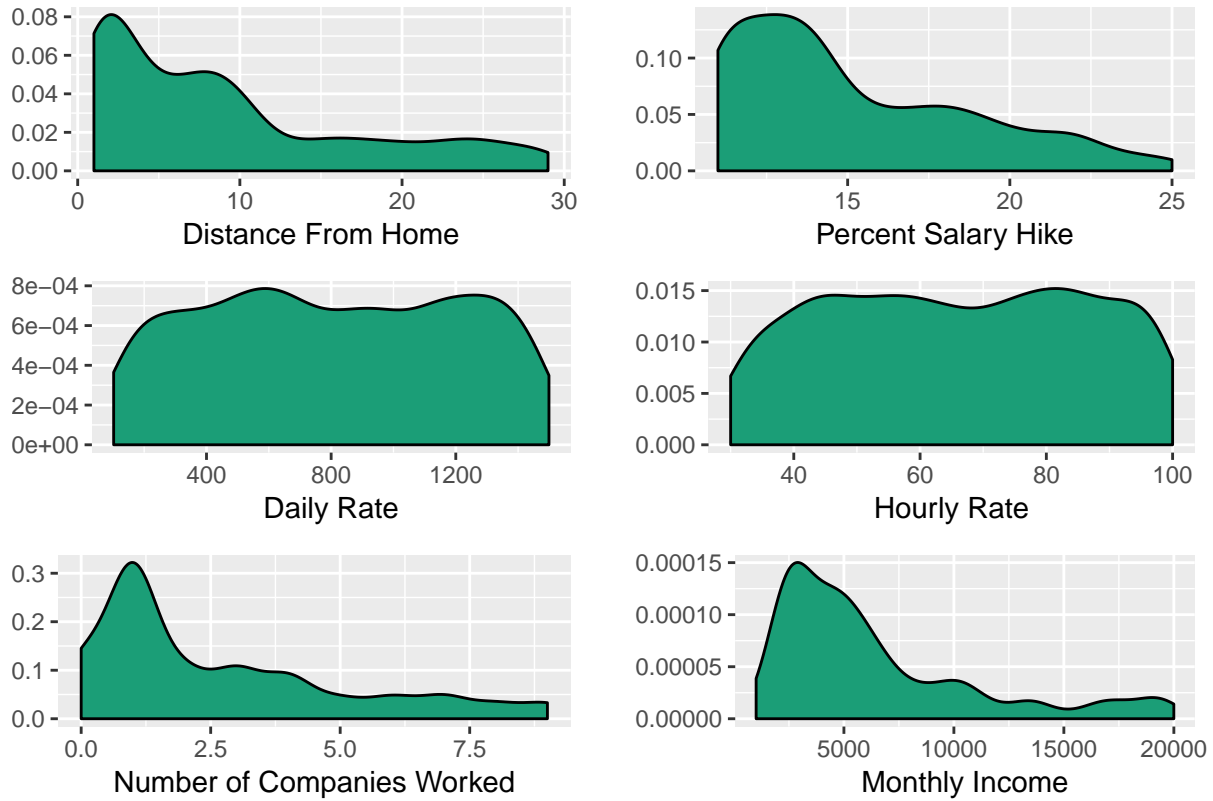 0.08
0.06
0.04
0.02
0.00
0 10 20 30
Distance From Home
0.10
0.05
0.00
15 20 25
Percent Salary Hike
8e−04
6e−04
4e−04
2e−04
0e+00
400 800 1200
Daily Rate
0.015
0.010
0.005
0.000
40 60 80 100
Hourly Rate
0.3
0.2
0.1
0.0
0.0 2.5 5.0 7.5
Number of Companies Worked
0.00015
0.00010
0.00005
0.00000
5000 10000 15000 20000
Monthly Income